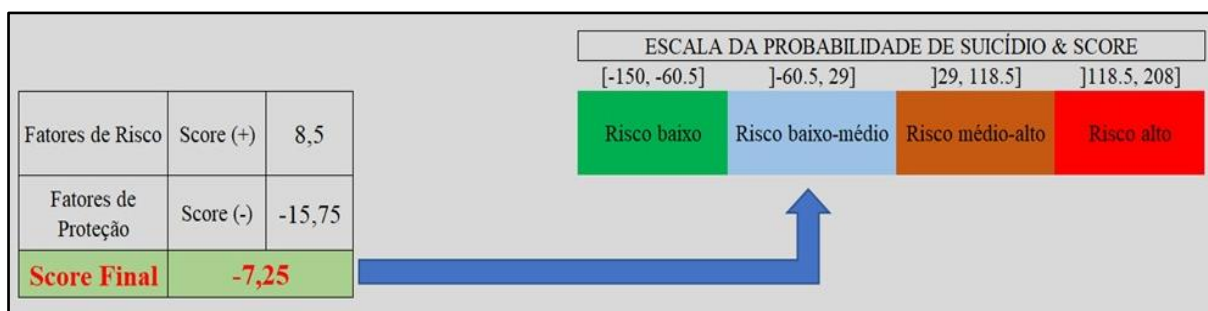 ESCALA DA PROBABILIDADE DE SUICÍDIO & SCORE
[-150, -60.5] ]-60.5, 29] ]29, 118.5] ]118.5, 208]
Risco baixo Risco baixo-médio Risco médio-alto Risco alto
Fatores de Risco Score (+) 8,5
Fatores de
Proteção Score (-) -15,75
Score Final -7,25